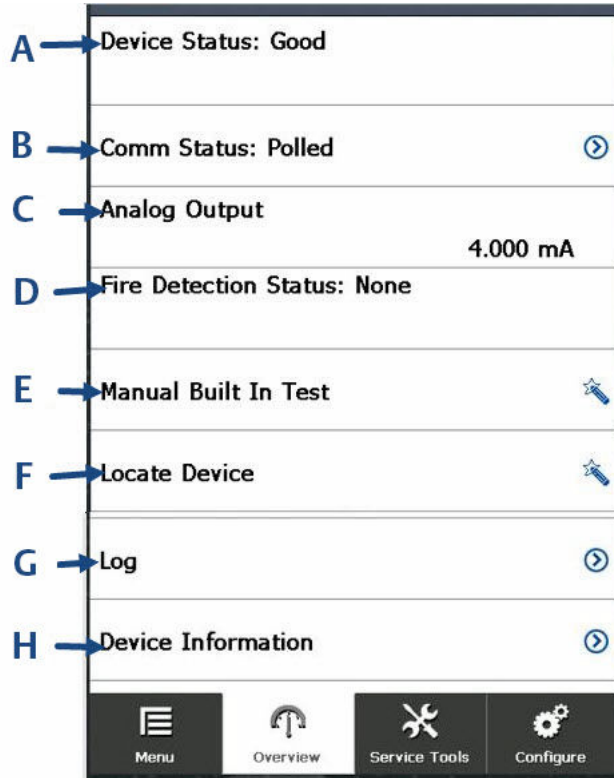 A Device Status: Good
B Comm Status: Polled
C Analog Output
4.000 mA
D Fire Detection Status: None
E Manual Built In Test
F Locate Device
G Log
H Device Information
Menu Overview Service Tools Configure